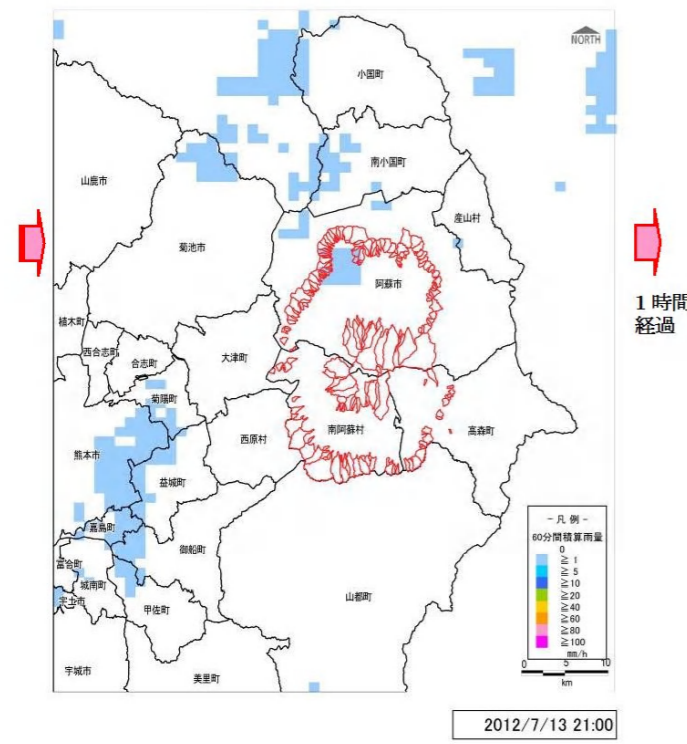 NORTH
小国町
南小国町
山鹿市
産山村
菊池市
阿蘇市
1時間
経過
植木町
西合志町
合志町
大津町
菊陽町
西原村
南阿蘇村
高森町
熊本市
益城町
嘉島町
御船町
富合町
城南町
宇土市
甲佐町
山都町
宇城市
美里町
- 凡 例 -
60分間積算雨量
0
≧ 1
≧ 5
≧ 10
≧ 20
≧ 40
≧ 60
≧ 80
≧ 100
mm/h
0 5 10
km
2012/7/13 21:00